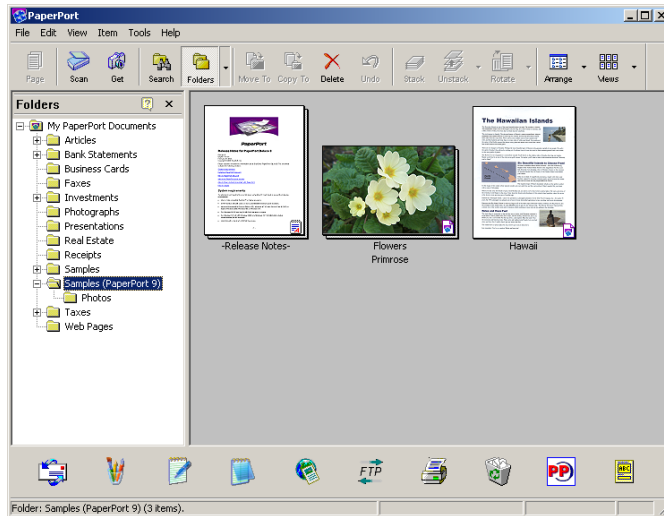 PaperPort
File Edit View Item Tools Help
Page Scan Get Search Folders Move To Copy To Delete Undo Stack Unstack Rotate Arrange Views
Folders
My PaperPort Documents
Articles
Bank Statements
Business Cards
Faxes
Investments
Photographs
Presentations
Real Estate
Receipts
Samples
Samples (PaperPort 9)
Photos
Taxes
Web Pages
PaperPort
The Hawaiian Islands
-Release Notes-
Flowers
Primrose
Hawaii
FTP
PP
ABC
Folder: Samples (PaperPort 9) (3 items).